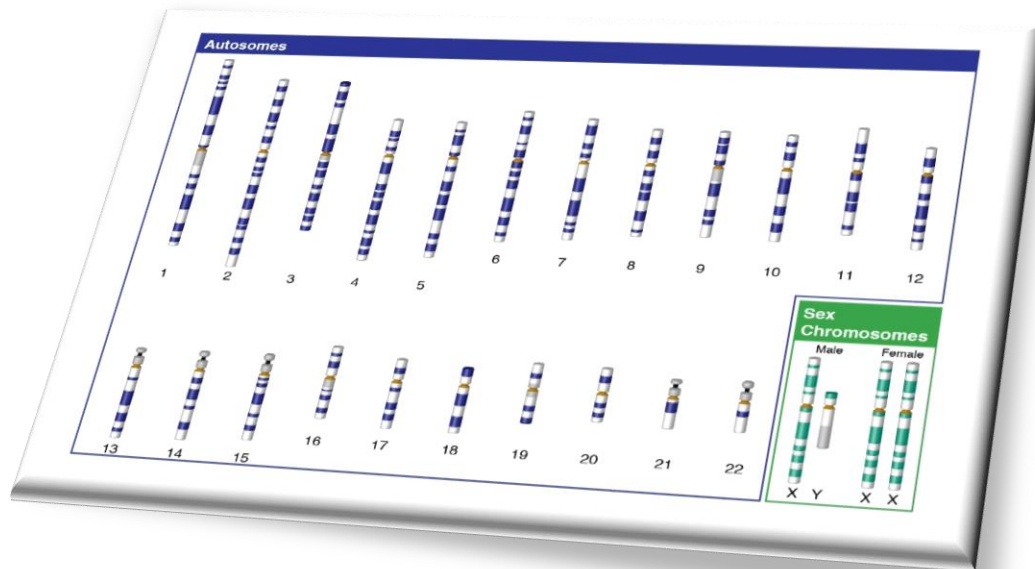 Autosomes
1 2 3 4 5 6 7 8 9 10 11 12
Sex
Chromosomes
Male Female
13 14 15 16 17 18 19 20 21 22
X Y X X